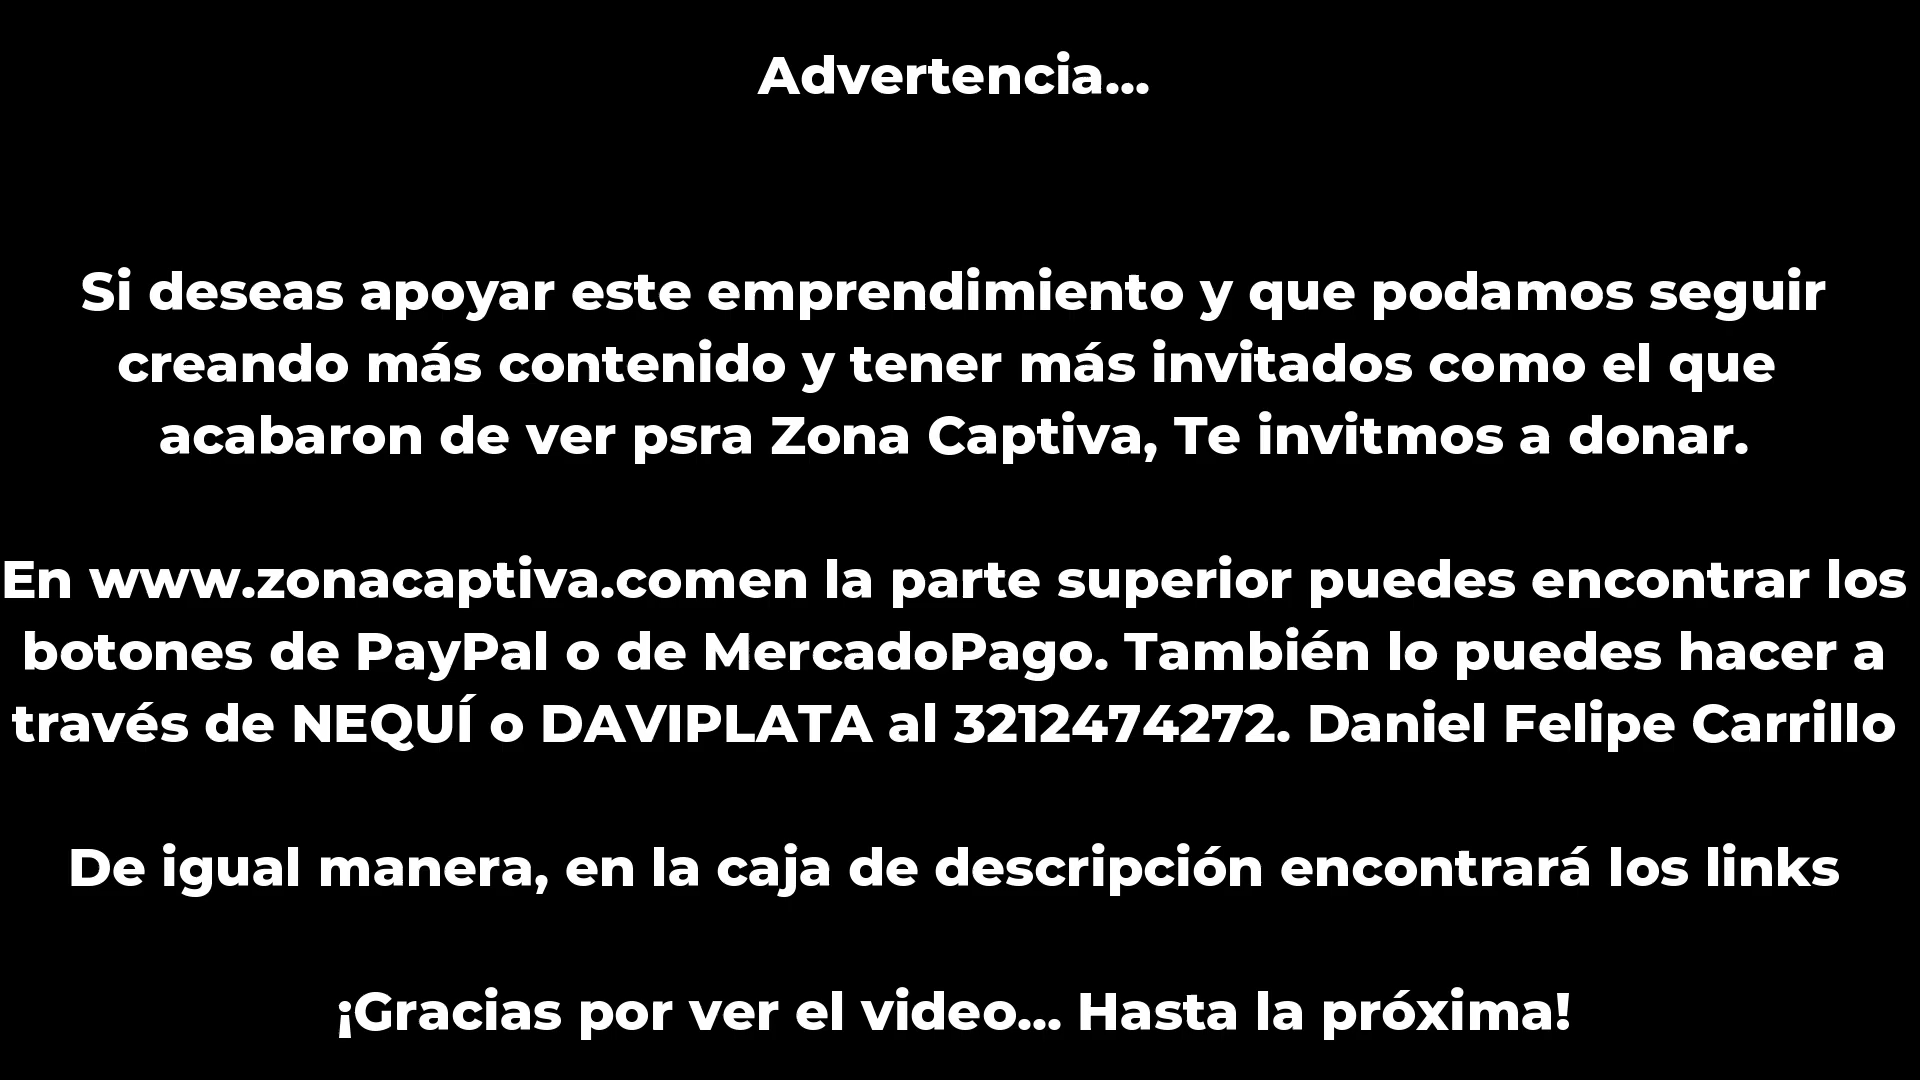 Advertencia...
Si deseas apoyar este emprendimiento y que podamos seguir
creando más contenido y tener más invitados como el que
acabaron de ver psra Zona Captiva, Te invitmos a donar.
En www.zonacaptiva.comen la parte superior puedes encontrar los
botones de PayPal o de MercadoPago. También lo puedes hacer a
través de NEQUÍ o DAVIPLATA al 3212474272. Daniel Felipe Carrillo
De igual manera, en la caja de descripción encontrará los links
¡Gracias por ver el video... Hasta la próxima!